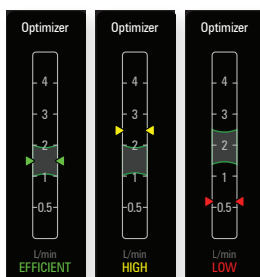 Optimizer
4
3
2
1
-0.5-
L/min
EFFICIENT
Optimizer
4
3
2
1
-0.5-
L/min
HIGH
Optimizer
4
3
2
1
-0.5-
L/min
LOW